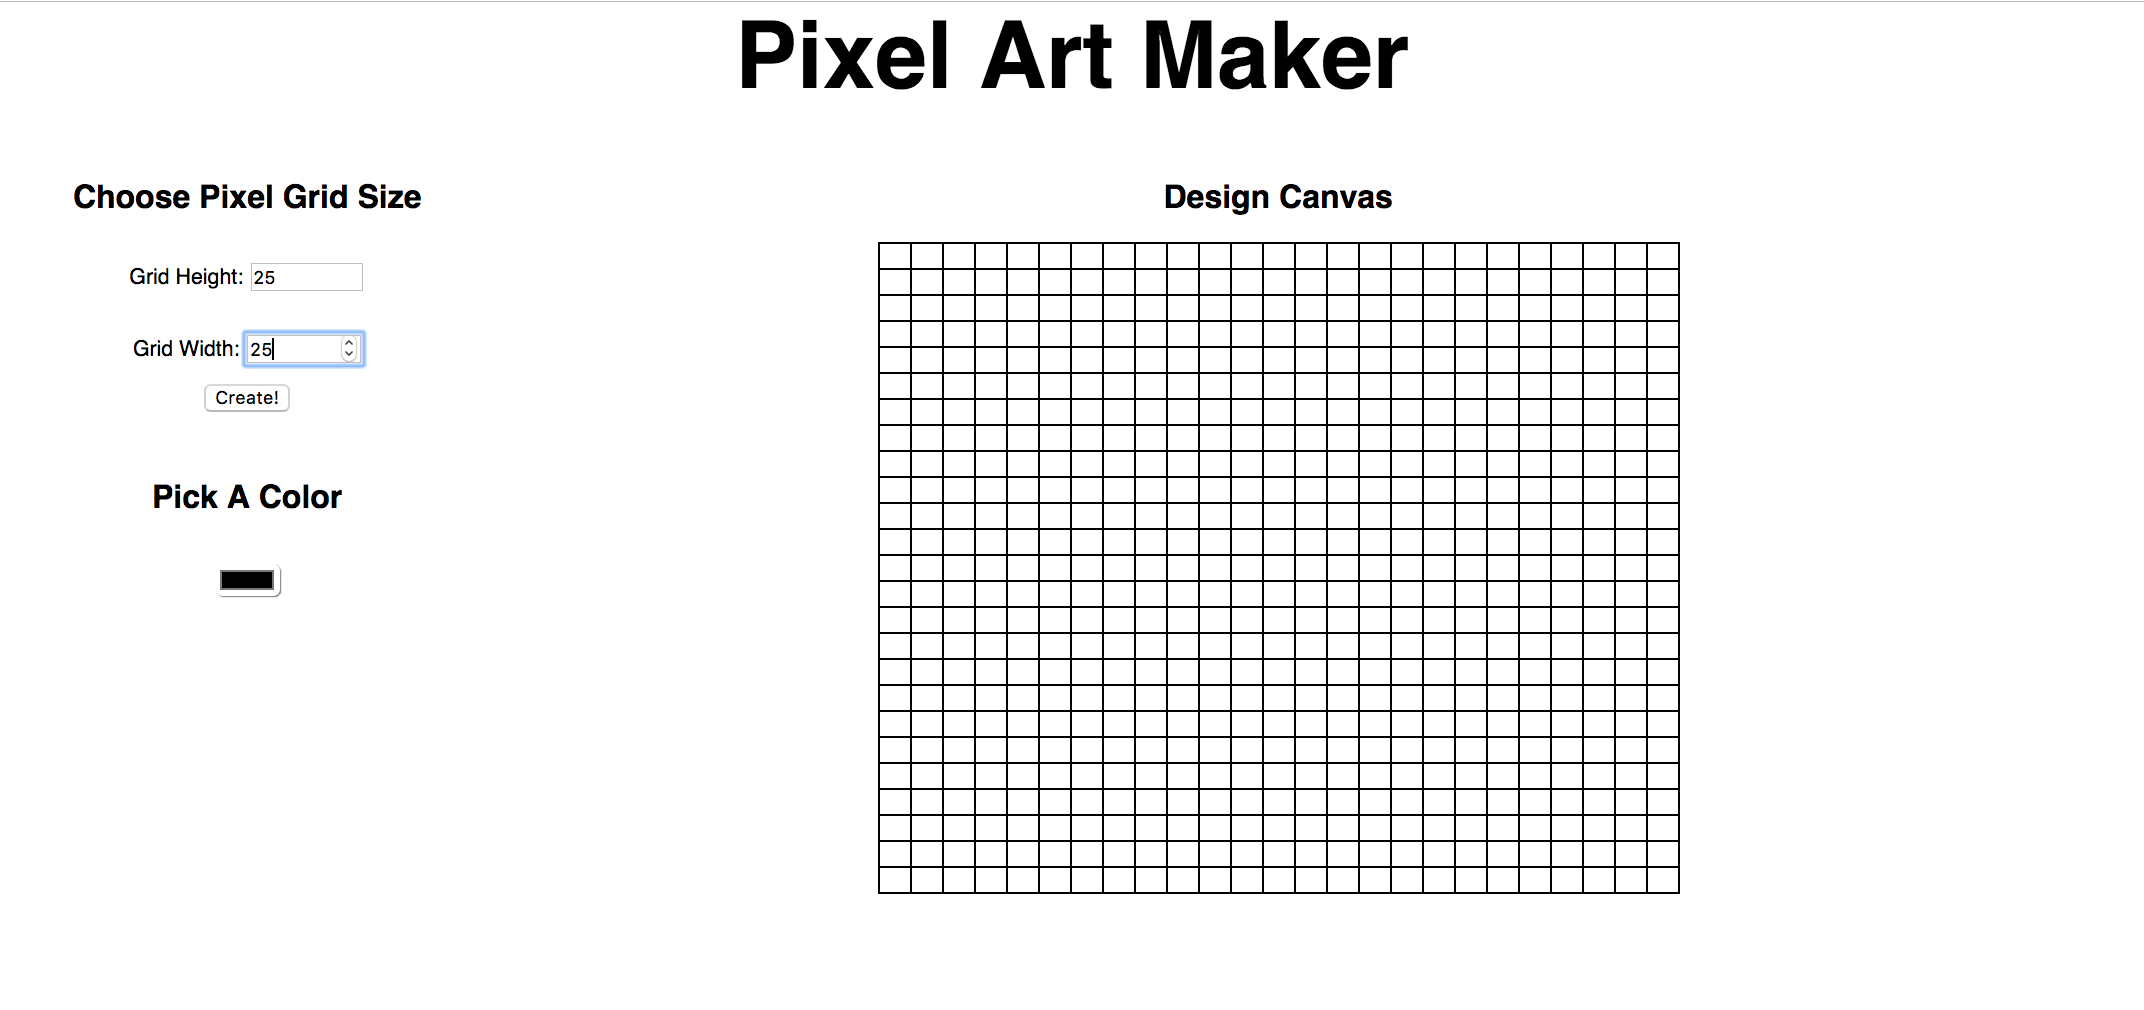 Pixel Art Maker
Choose Pixel Grid Size
Grid Height: 25
Grid Width: 25
Create!
Pick A Color
Design Canvas